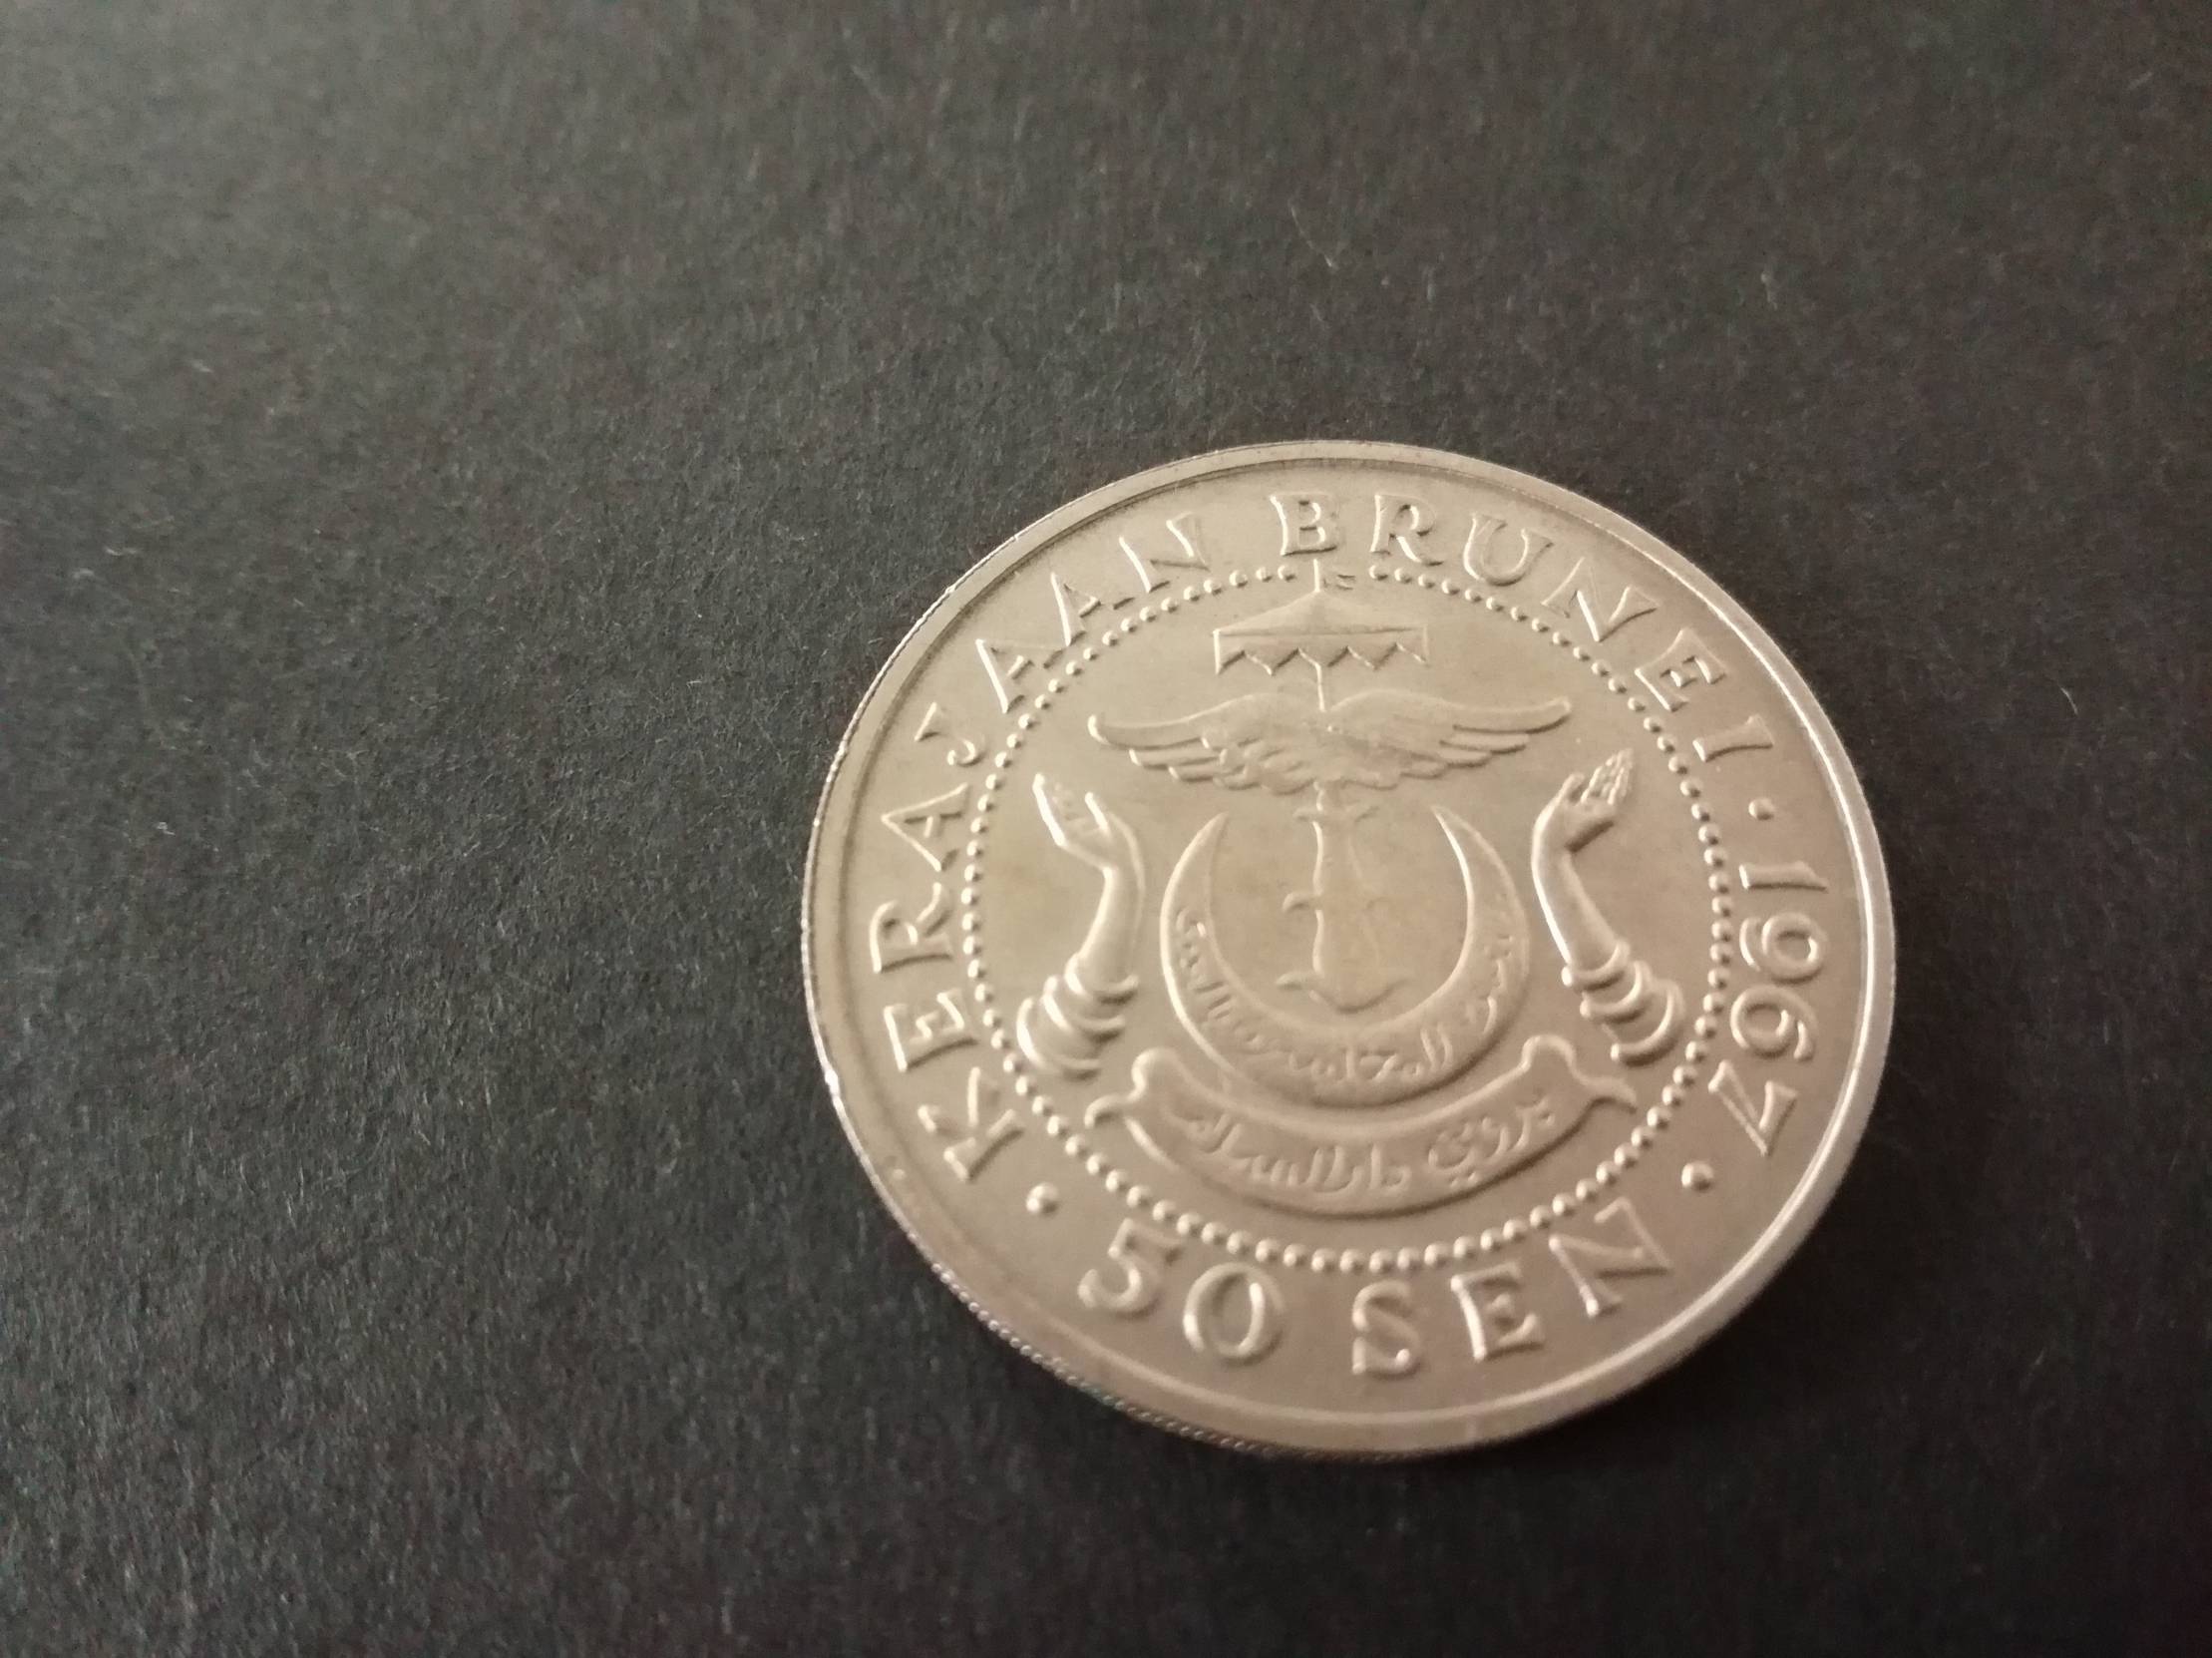 KERAJAAN BRUNEI · 1967 ·
50 SEN ·
بروني دارالسلام